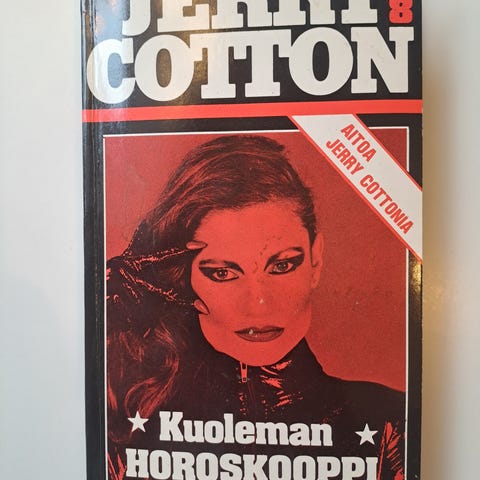 JERRY
8
COTTON
AITOA
JERRY COTTONIA
★ Kuoleman ★
HOROSKOOPPI